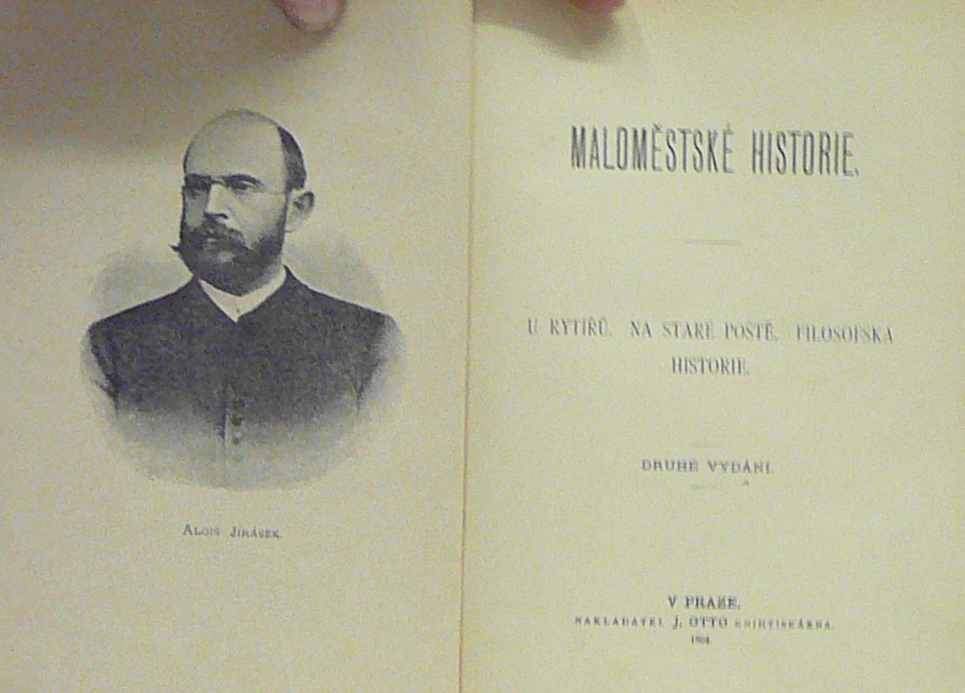 Alois Jirásek.
MALOMĚSTSKÉ HISTORIE.
U RYTÍŘŮ. NA STARÉ POŠTĚ. FILOSOFSKÁ
HISTORIE.
DRUHÉ VYDÁNÍ.
V PRAZE.
NAKLADATEL J. OTTO KNIHTISKÁRNA.